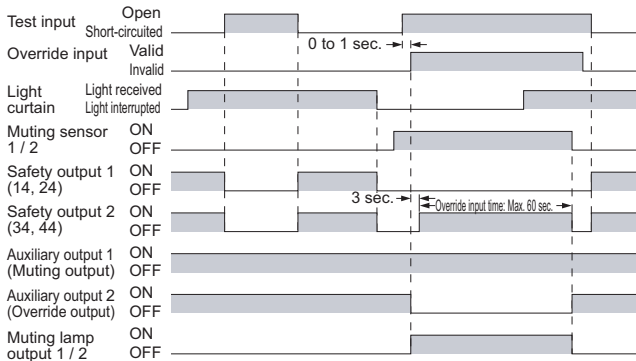 Test input
Open
Short-circuited
0 to 1 sec.
Override input
Valid
Invalid
Light
curtain
Light received
Light interrupted
Muting sensor
1 / 2
ON
OFF
Safety output 1
(14, 24)
ON
OFF
3 sec.
Override input time: Max. 60 sec.
Safety output 2
(34, 44)
ON
OFF
Auxiliary output 1
(Muting output)
ON
OFF
Auxiliary output 2
(Override output)
ON
OFF
Muting lamp
output 1 / 2
ON
OFF